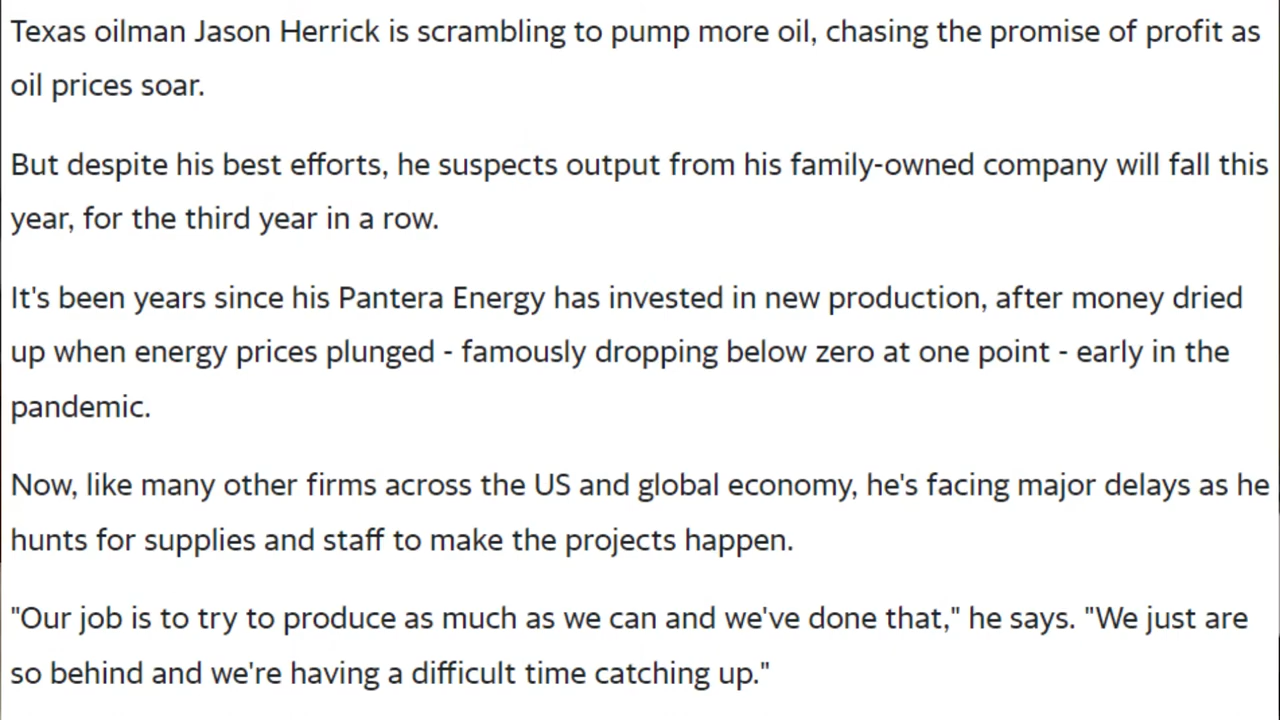 Texas oilman Jason Herrick is scrambling to pump more oil, chasing the promise of profit as
oil prices soar.
But despite his best efforts, he suspects output from his family-owned company will fall this
year, for the third year in a row.
It's been years since his Pantera Energy has invested in new production, after money dried
up when energy prices plunged - famously dropping below zero at one point - early in the
pandemic.
Now, like many other firms across the US and global economy, he's facing major delays as he
hunts for supplies and staff to make the projects happen.
"Our job is to try to produce as much as we can and we've done that," he says. "We just are
so behind and we're having a difficult time catching up."